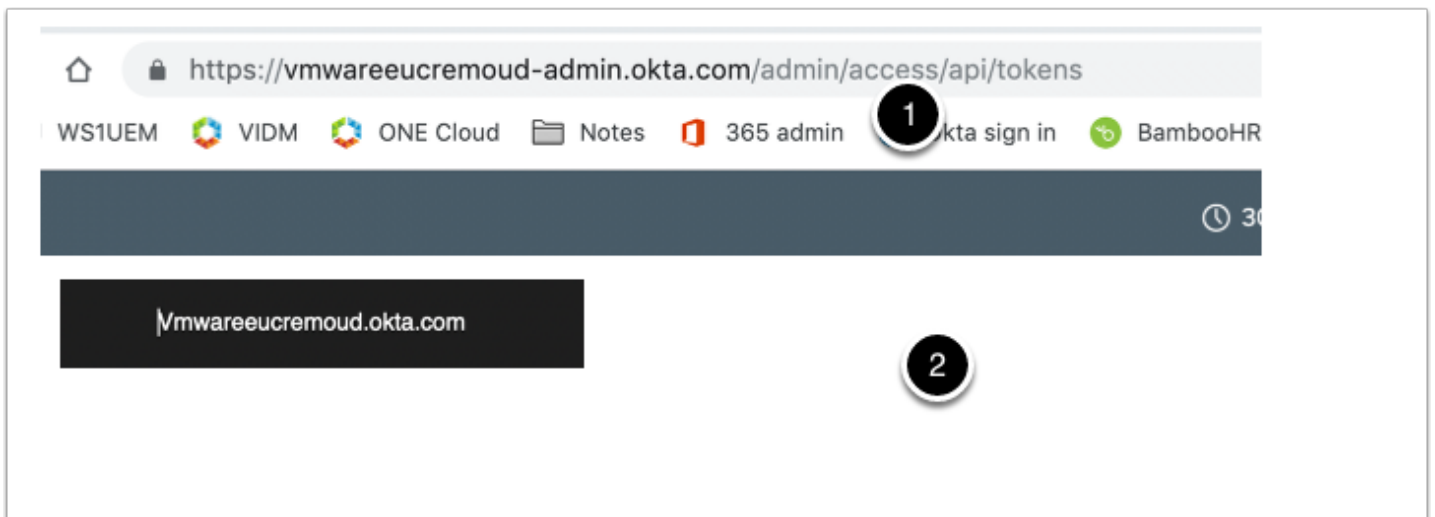 https://vmwareeucremoud-admin.okta.com/admin/access/api/tokens
1
WS1UEM VIDM ONE Cloud Notes 365 admin kta sign in BambooHR
30
Vmwareeucremoud.okta.com
2